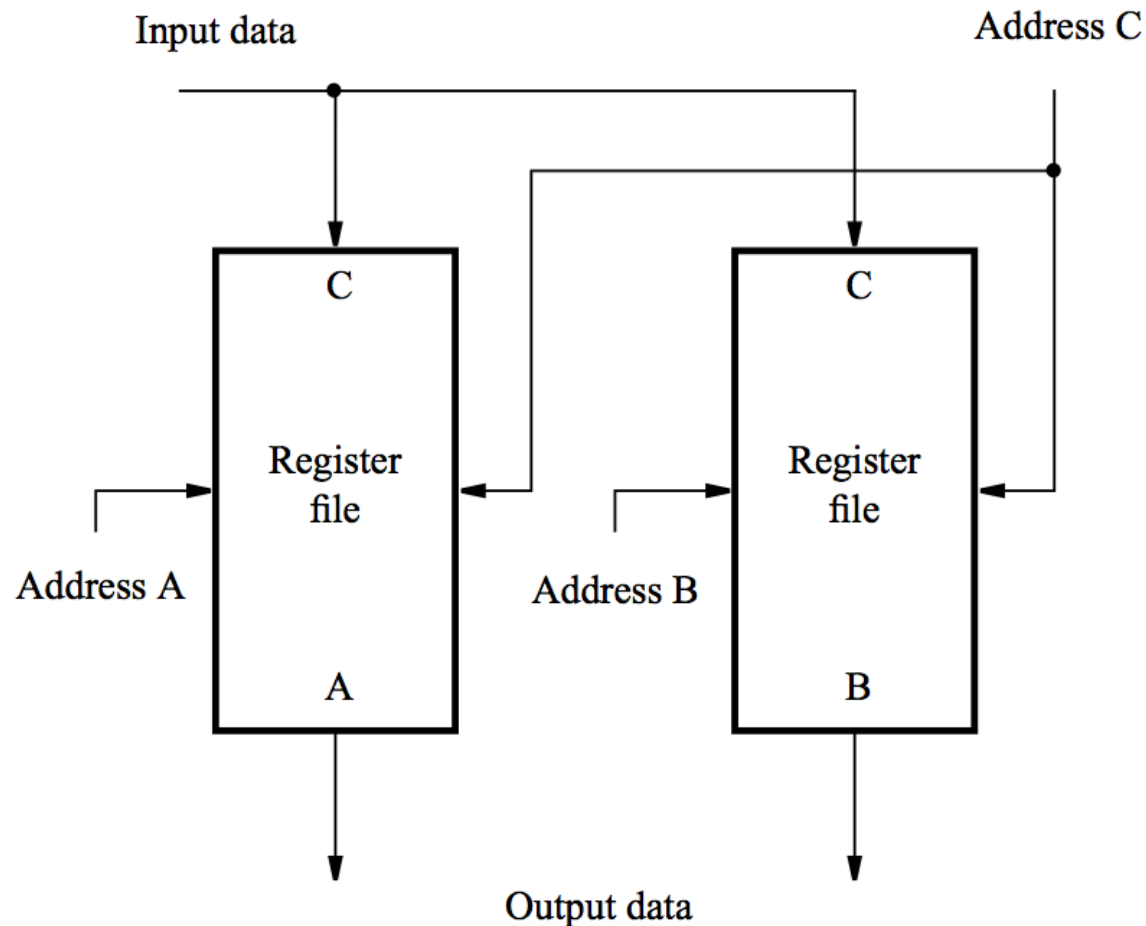 Input data
Address C
C
C
Register
file
Register
file
Address A
Address B
A
B
Output data